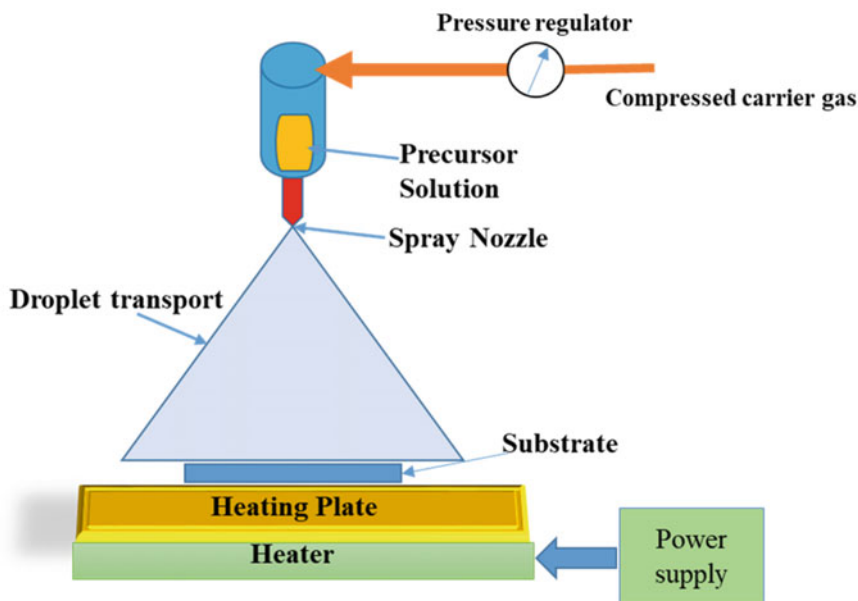 Pressure regulator
Compressed carrier gas
Precursor
Solution
Spray Nozzle
Droplet transport
Substrate
Heating Plate
Heater
Power
supply